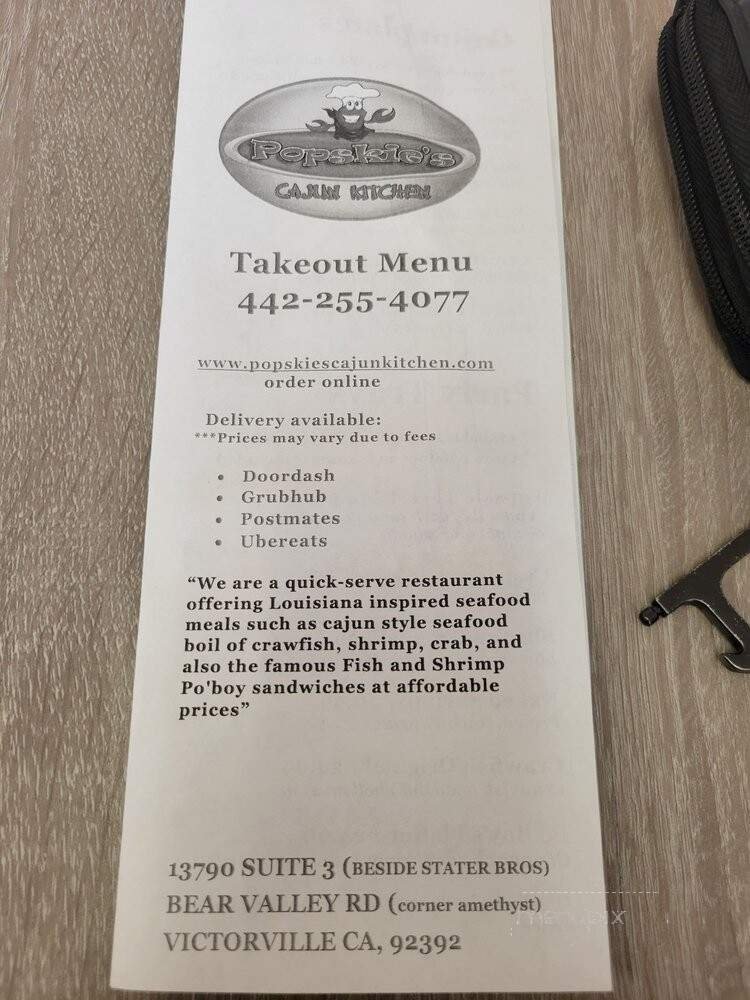 Popskie's
CAJUN KITCHEN
Takeout Menu
442-255-4077
www.popskiescajunkitchen.com
order online
Delivery available:
***Prices may vary due to fees
• Doordash
• Grubhub
• Postmates
• Ubereats
“We are a quick-serve restaurant
offering Louisiana inspired seafood
meals such as cajun style seafood
boil of crawfish, shrimp, crab, and
also the famous Fish and Shrimp
Po'boy sandwiches at affordable
prices”
13790 SUITE 3 (BESIDE STATER BROS)
BEAR VALLEY RD (corner amethyst)
VICTORVILLE CA, 92392